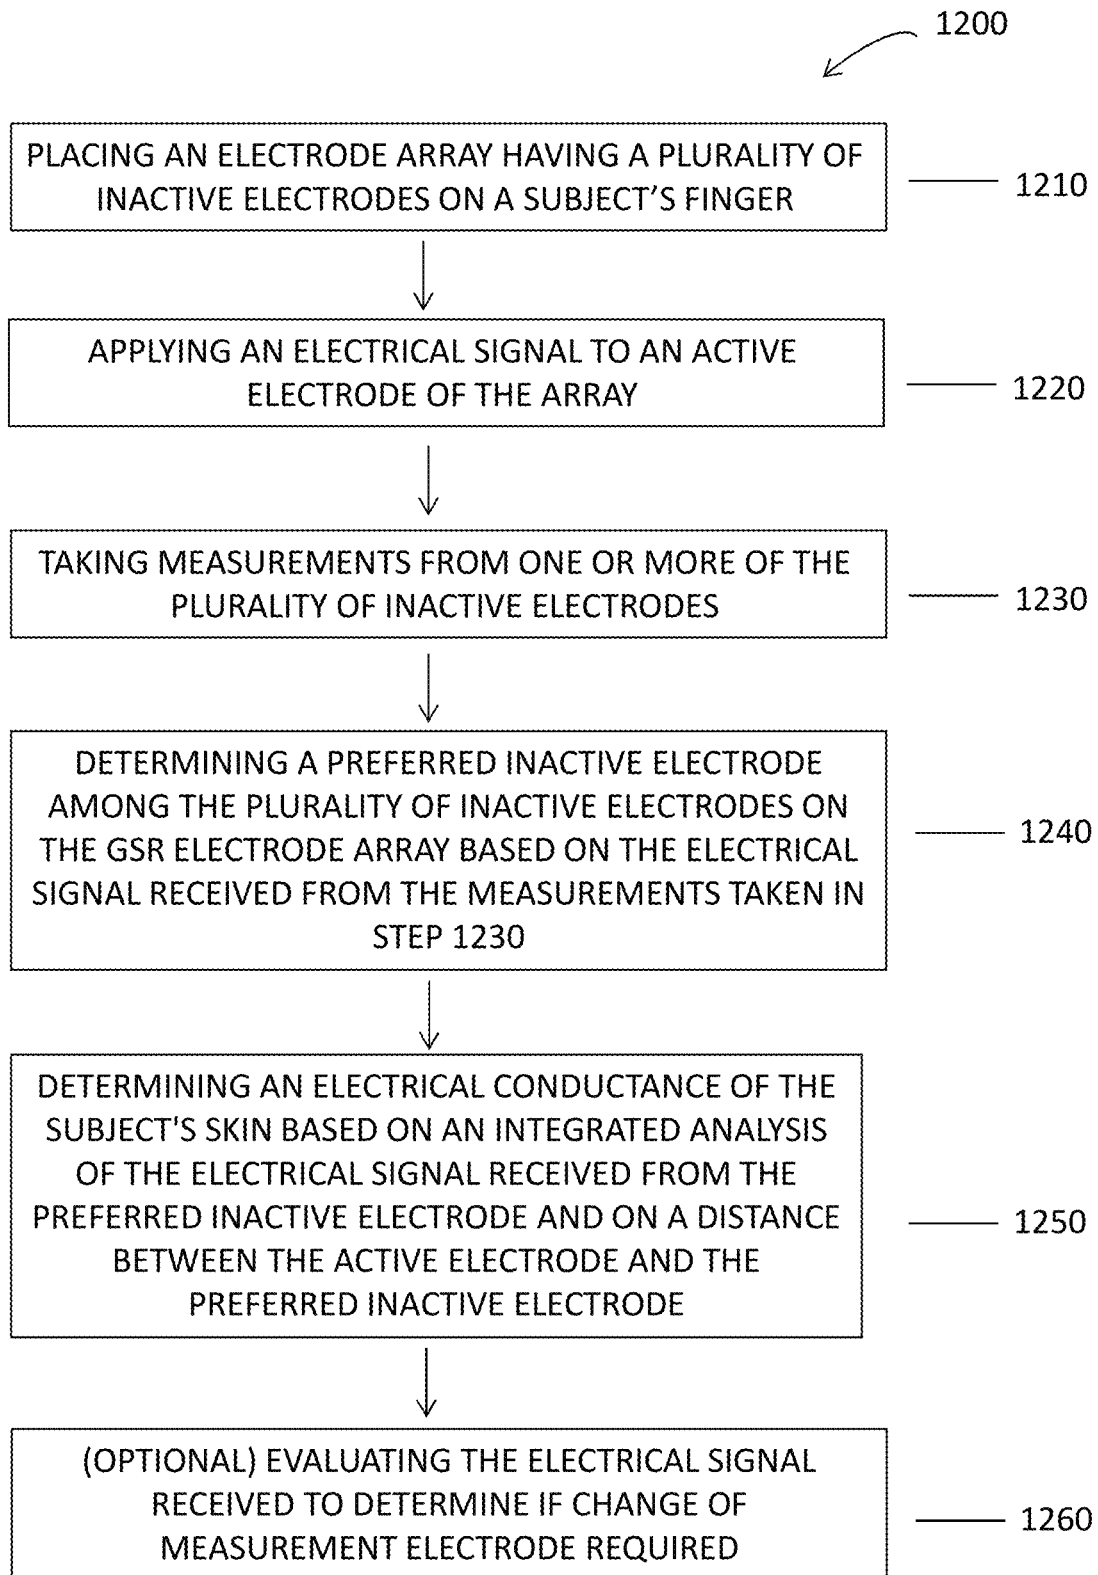 1200
PLACING AN ELECTRODE ARRAY HAVING A PLURALITY OF
INACTIVE ELECTRODES ON A SUBJECT'S FINGER
1210
APPLYING AN ELECTRICAL SIGNAL TO AN ACTIVE
ELECTRODE OF THE ARRAY
1220
TAKING MEASUREMENTS FROM ONE OR MORE OF THE
PLURALITY OF INACTIVE ELECTRODES
1230
DETERMINING A PREFERRED INACTIVE ELECTRODE
AMONG THE PLURALITY OF INACTIVE ELECTRODES ON
THE GSR ELECTRODE ARRAY BASED ON THE ELECTRICAL
SIGNAL RECEIVED FROM THE MEASUREMENTS TAKEN IN
STEP 1230
1240
DETERMINING AN ELECTRICAL CONDUCTANCE OF THE
SUBJECT'S SKIN BASED ON AN INTEGRATED ANALYSIS
OF THE ELECTRICAL SIGNAL RECEIVED FROM THE
PREFERRED INACTIVE ELECTRODE AND ON A DISTANCE
BETWEEN THE ACTIVE ELECTRODE AND THE
PREFERRED INACTIVE ELECTRODE
1250
(OPTIONAL) EVALUATING THE ELECTRICAL SIGNAL
RECEIVED TO DETERMINE IF CHANGE OF
MEASUREMENT ELECTRODE REQUIRED
1260